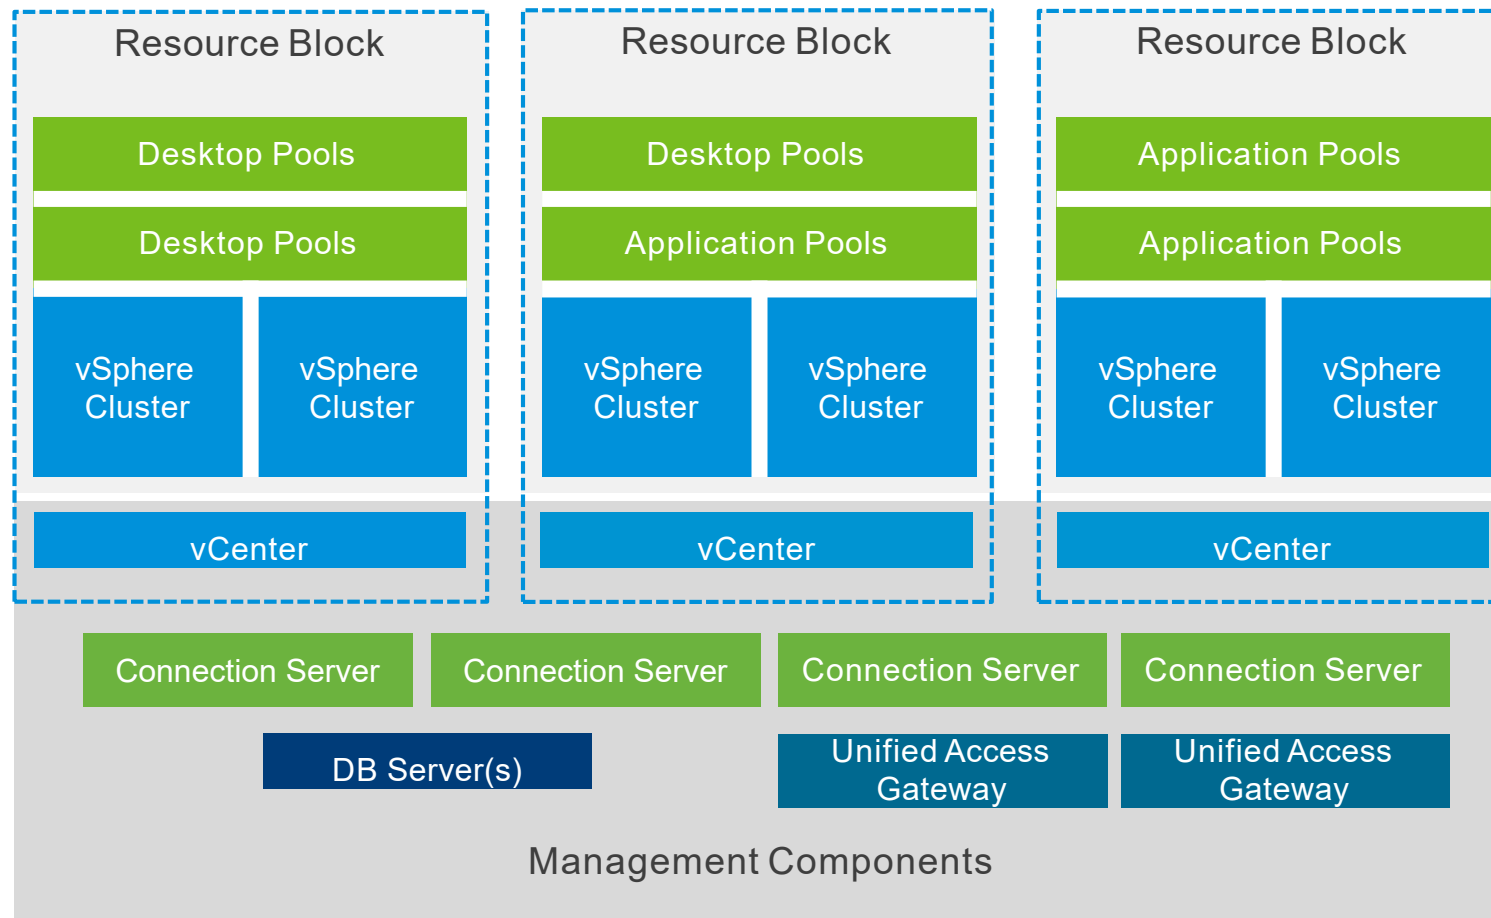 Resource Block
Desktop Pools
Desktop Pools
vSphere
Cluster
vSphere
Cluster
vCenter
Resource Block
Desktop Pools
Application Pools
vSphere
Cluster
vSphere
Cluster
vCenter
Resource Block
Application Pools
Application Pools
vSphere
Cluster
vSphere
Cluster
vCenter
Connection Server
Connection Server
Connection Server
Connection Server
DB Server(s)
Unified Access
Gateway
Unified Access
Gateway
Management Components